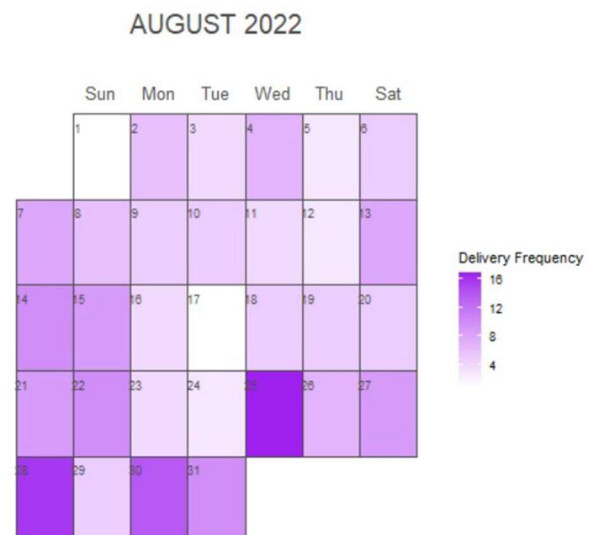 AUGUST 2022
Sun Mon Tue Wed Thu Sat
1 2 3 4 5 6
7 8 9 10 11 12 13
Delivery Frequency
14 15 16 17 18 19 20
16
12
8
4
21 22 23 24 25 26 27
28 29 30 31